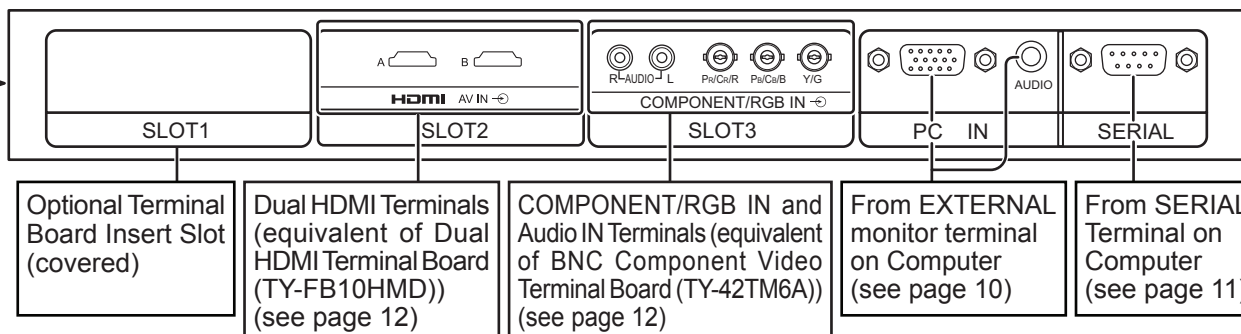 A B
HDMI AV IN
R AUDIO L PR/CR/R PB/CB/B Y/G
COMPONENT/RGB IN
AUDIO
SLOT1
SLOT2
SLOT3
PC IN
SERIAL
Optional Terminal
Board Insert Slot
(covered)
Dual HDMI Terminals
(equivalent of Dual
HDMI Terminal Board
(TY-FB10HMD))
(see page 12)
COMPONENT/RGB IN and
Audio IN Terminals (equivalent
of BNC Component Video
Terminal Board (TY-42TM6A))
(see page 12)
From EXTERNAL
monitor terminal
on Computer
(see page 10)
From SERIAL
Terminal on
Computer
(see page 11)